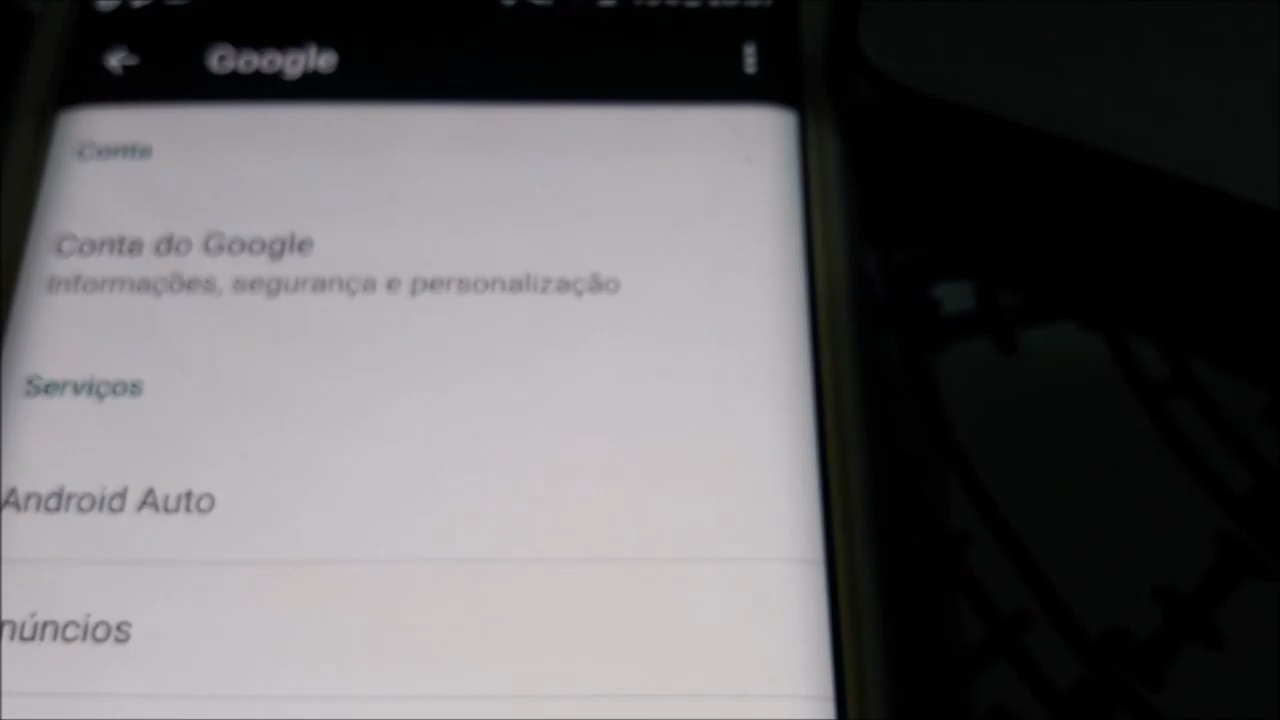 Google
Conta
Conta do Google
Informações, segurança e personalização
Serviços
Android Auto
núncios